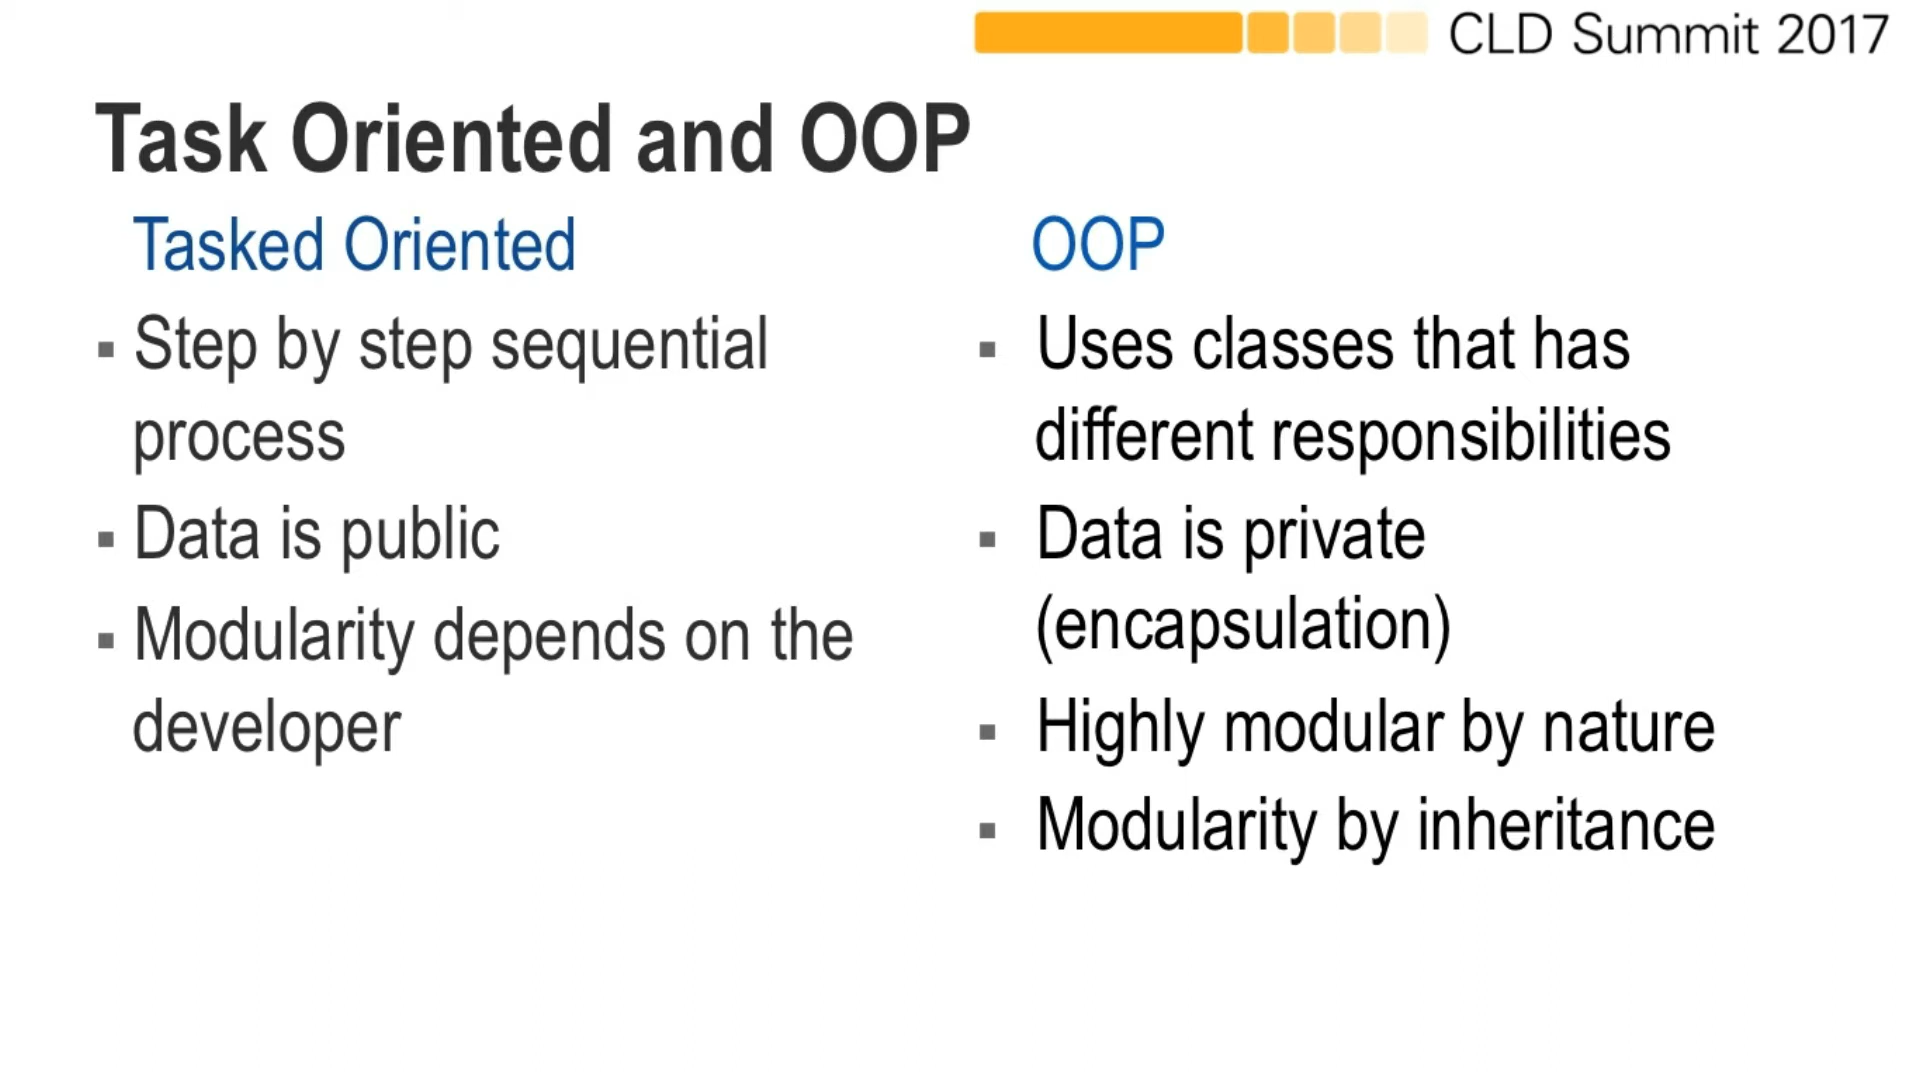 CLD Summit 2017
Task Oriented and OOP
Tasked Oriented
▪ Step by step sequential
process
▪ Data is public
▪ Modularity depends on the
developer
OOP
▪ Uses classes that has
different responsibilities
▪ Data is private
(encapsulation)
▪ Highly modular by nature
▪ Modularity by inheritance